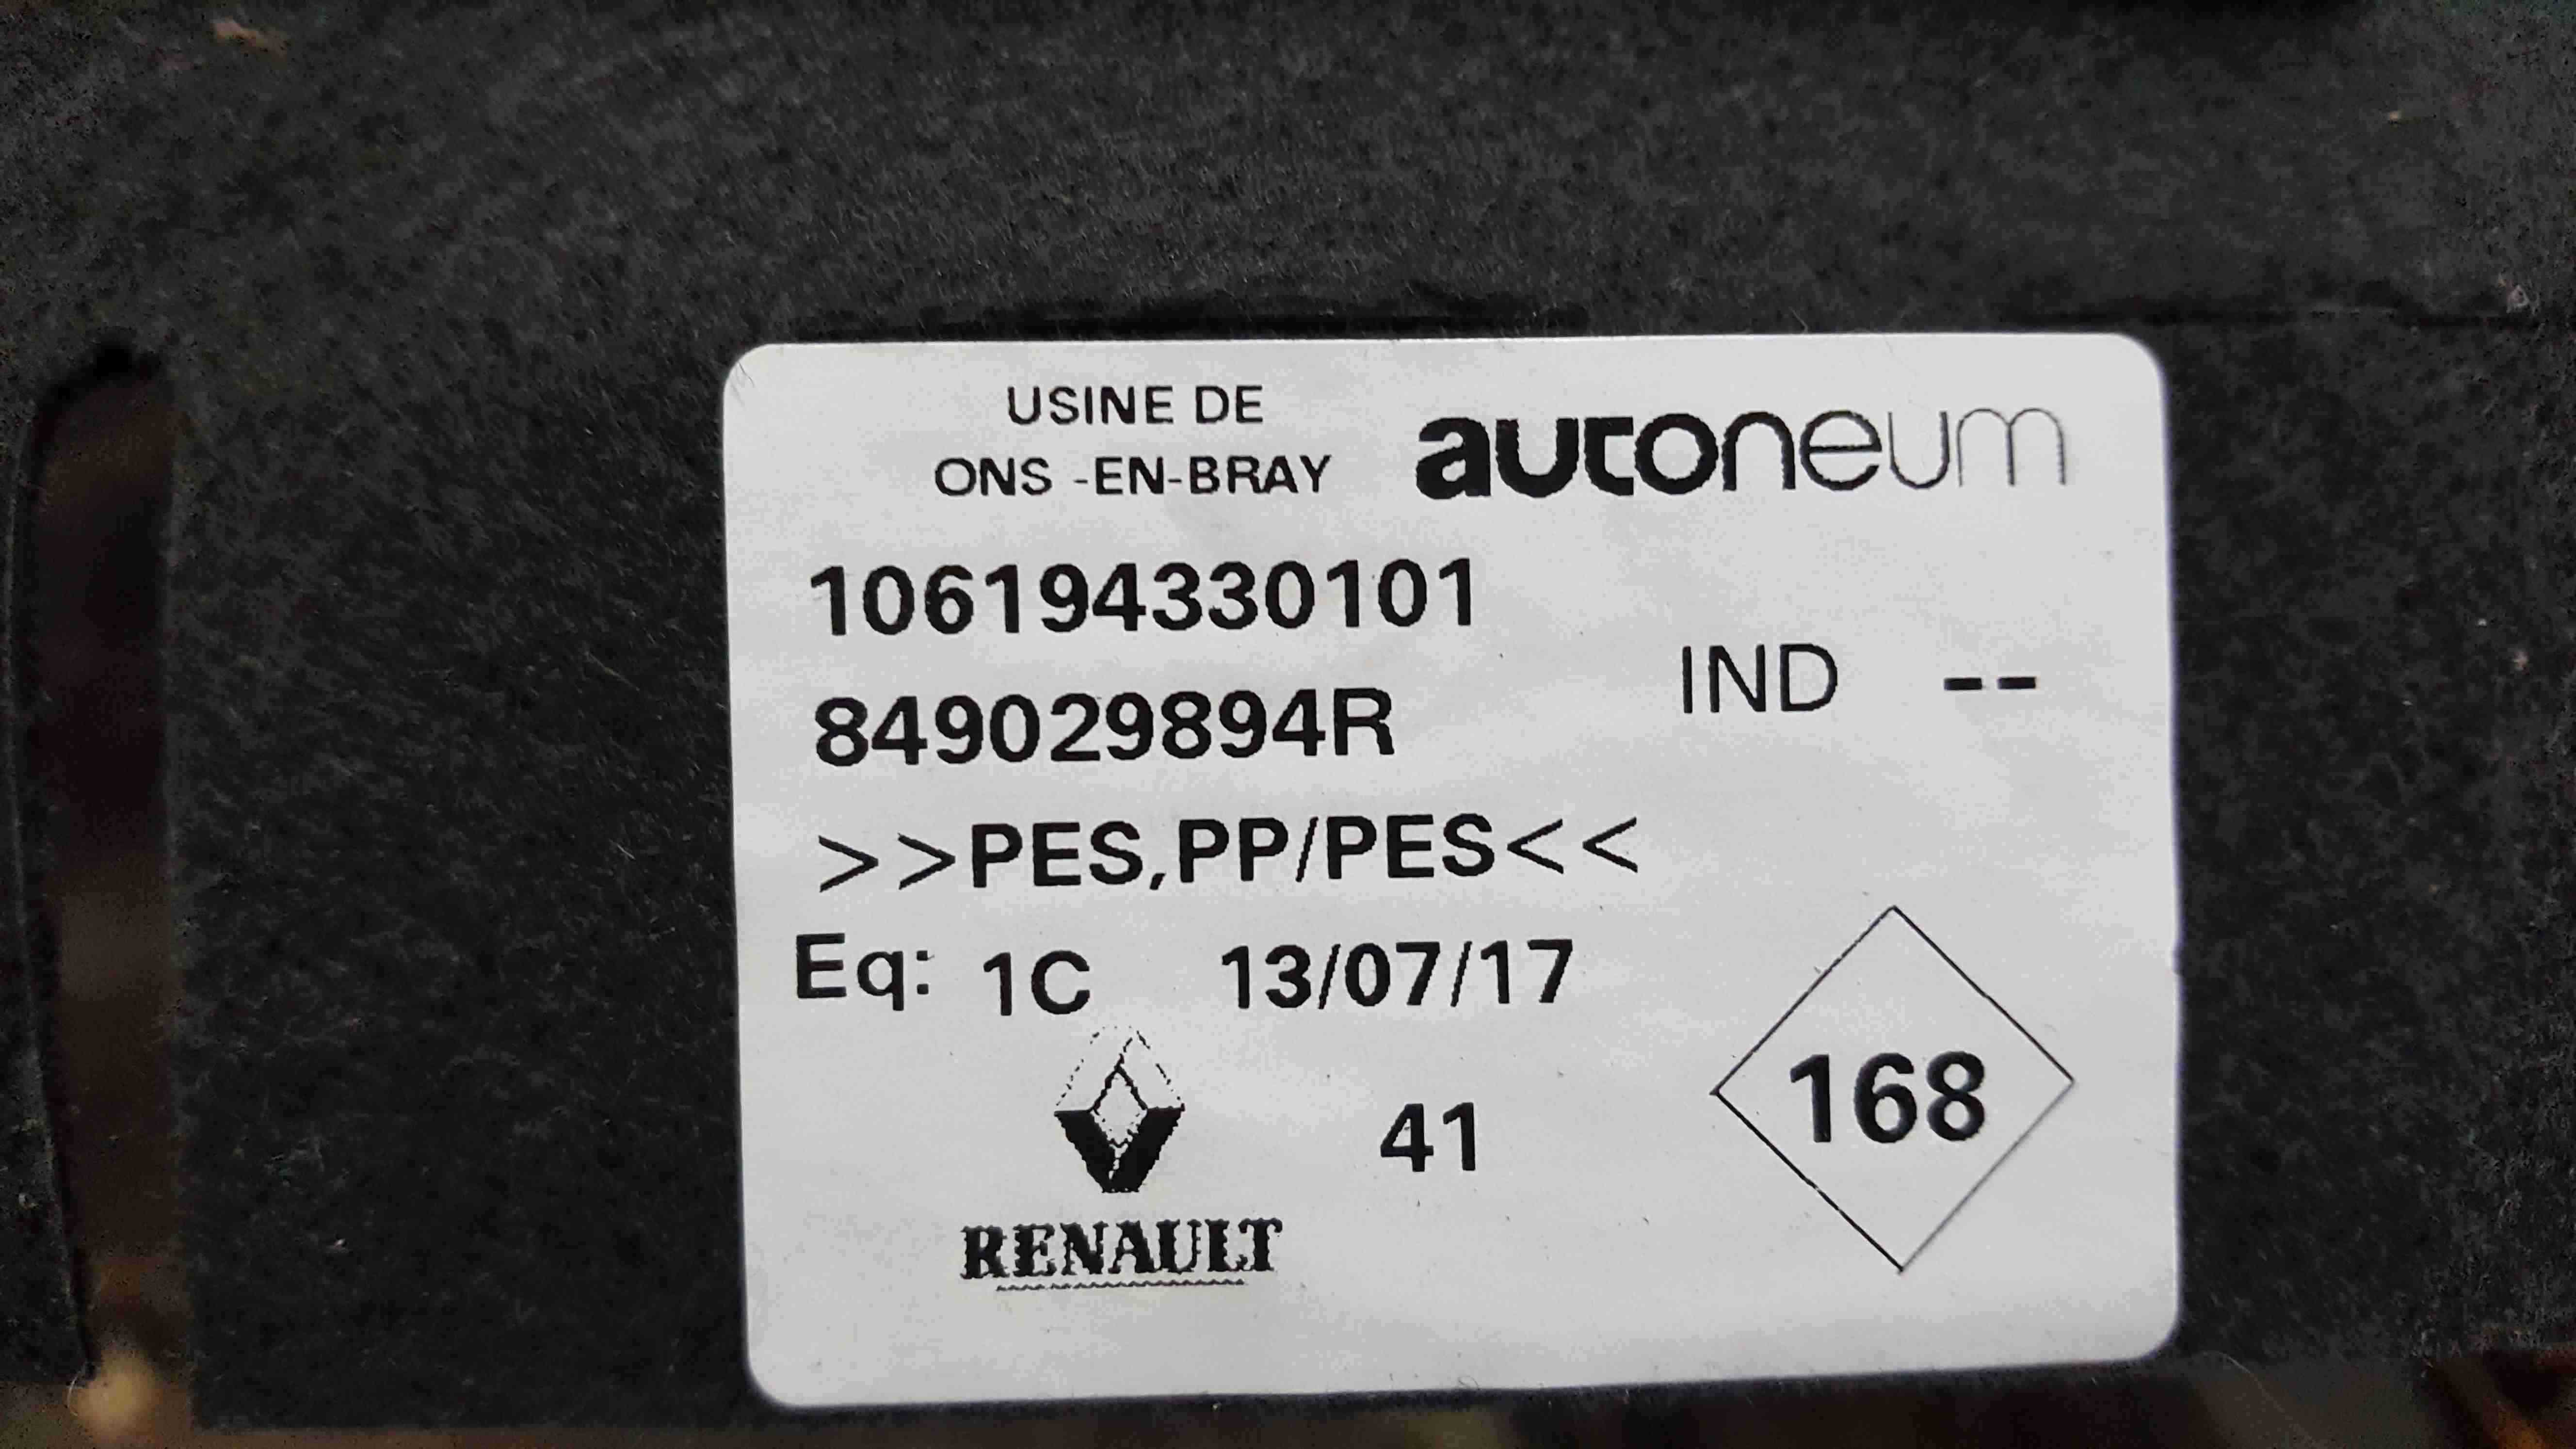 USINE DE
ONS -EN-BRAY
autoneum
106194330101
849029894R
IND --
>>PES,PP/PES<<
Eq: 1C 13/07/17
41
168
RENAULT